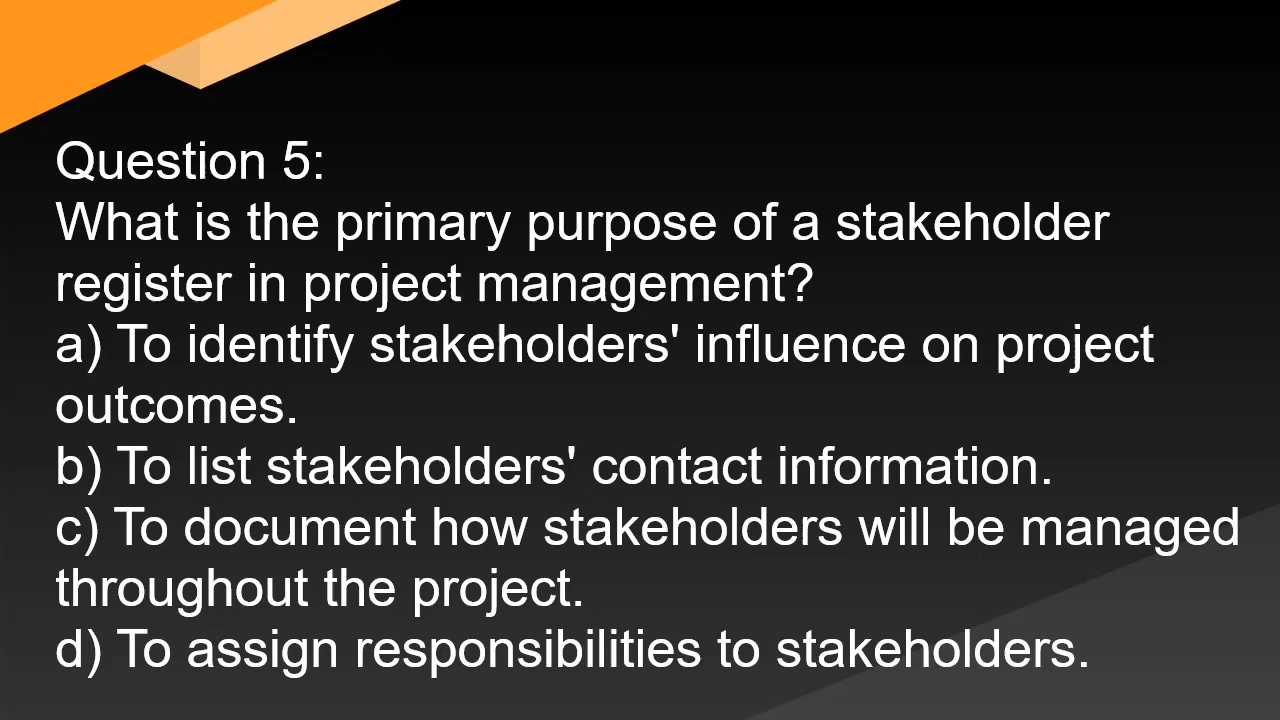 Question 5:
What is the primary purpose of a stakeholder
register in project management?
a) To identify stakeholders' influence on project
outcomes.
b) To list stakeholders' contact information.
c) To document how stakeholders will be managed
throughout the project.
d) To assign responsibilities to stakeholders.